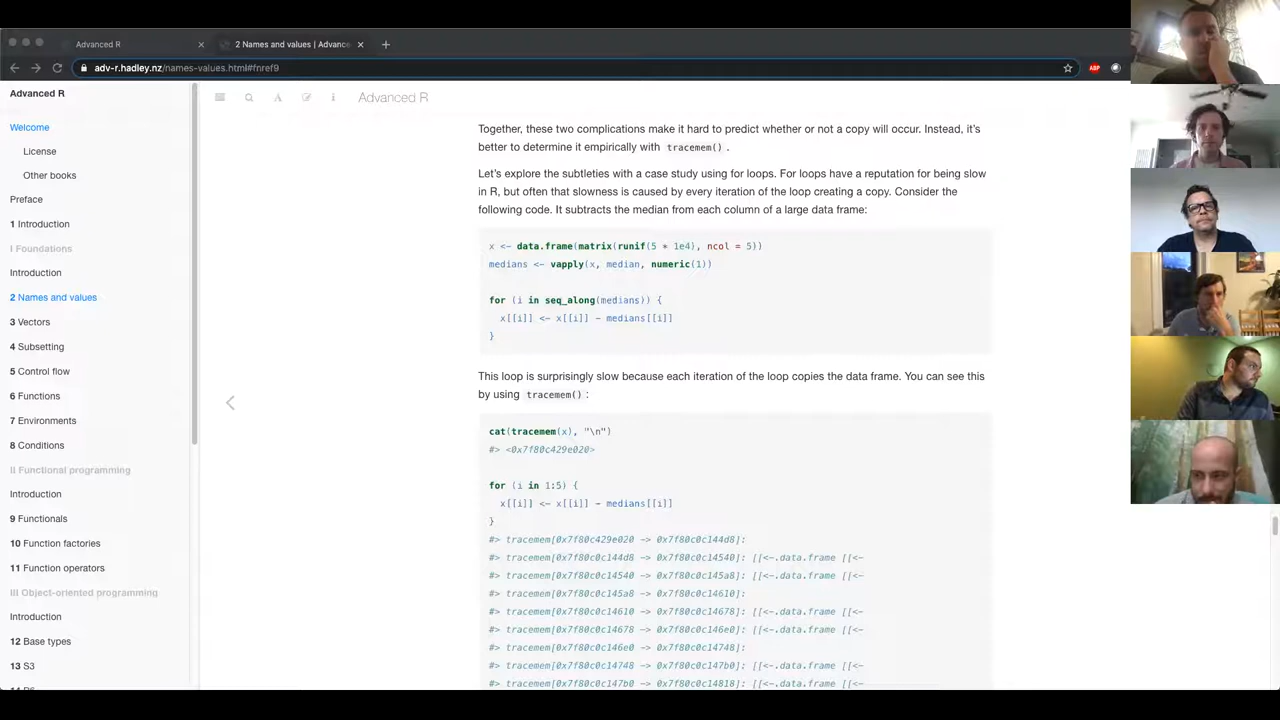 Advanced R
2 Names and values | Advanc
adv-r.hadley.nz/names-values.html#fnref9
ABP
Advanced R
Welcome
License
Other books
Preface
1 Introduction
I Foundations
Introduction
2 Names and values
3 Vectors
4 Subsetting
5 Control flow
6 Functions
7 Environments
8 Conditions
II Functional programming
Introduction
9 Functionals
10 Function factories
11 Function operators
III Object-oriented programming
Introduction
12 Base types
13 S3
Advanced R
Together, these two complications make it hard to predict whether or not a copy will occur. Instead, it's
better to determine it empirically with tracemem() .
Let's explore the subtleties with a case study using for loops. For loops have a reputation for being slow
in R, but often that slowness is caused by every iteration of the loop creating a copy. Consider the
following code. It subtracts the median from each column of a large data frame:
x <- data.frame(matrix(runif(5 * 1e4), ncol = 5))
medians <- vapply(x, median, numeric(1))
for (i in seq_along(medians)) {
x[[i]] <- x[[i]] - medians[[i]]
}
This loop is surprisingly slow because each iteration of the loop copies the data frame. You can see this
by using tracemem() :
cat(tracemem(x), "\n")
#> <0x7f80c429e020>
for (i in 1:5) {
x[[i]] <- x[[i]] - medians[[i]]
}
#> tracemem[0x7f80c429e020 -> 0x7f80c0c144d8]:
#> tracemem[0x7f80c0c144d8 -> 0x7f80c0c14540]: [[<-.data.frame [[<-
#> tracemem[0x7f80c0c14540 -> 0x7f80c0c145a8]: [[<-.data.frame [[<-
#> tracemem[0x7f80c0c145a8 -> 0x7f80c0c14610]:
#> tracemem[0x7f80c0c14610 -> 0x7f80c0c14678]: [[<-.data.frame [[<-
#> tracemem[0x7f80c0c14678 -> 0x7f80c0c146e0]: [[<-.data.frame [[<-
#> tracemem[0x7f80c0c146e0 -> 0x7f80c0c14748]:
#> tracemem[0x7f80c0c14748 -> 0x7f80c0c147b0]: [[<-.data.frame [[<-
#> tracemem[0x7f80c0c147b0 -> 0x7f80c0c14818]: [[<-.data.frame [[<-